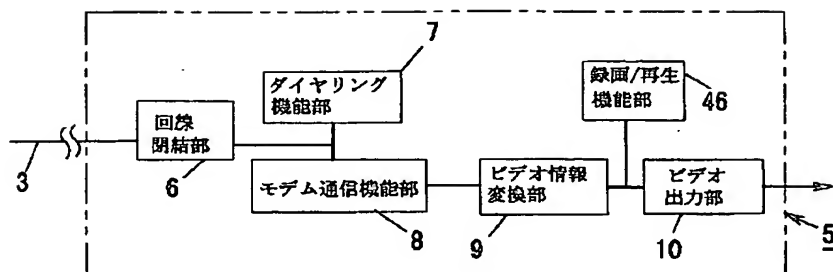 7
ダイヤリング
機能部
録画/再生
機能部
46
回線
閉結部
3
6
モデム通信機能部
8
ビデオ情報
変換部
9
ビデオ
出力部
10
5